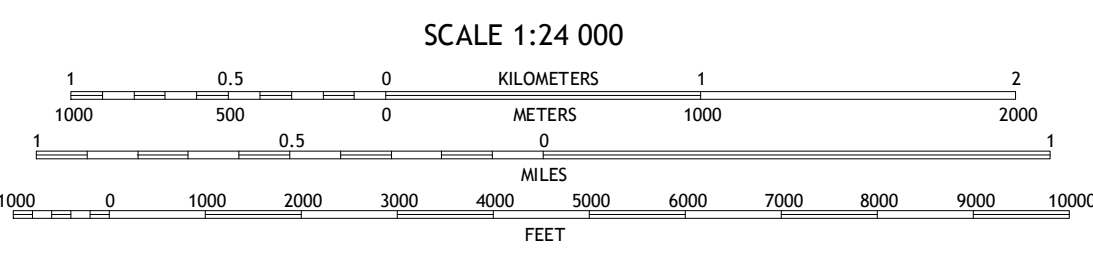 SCALE 1:24 000
1 0.5 0 KILOMETERS 1 2
1000 500 0 METERS 1000 2000
1 0.5 0 1
MILES
1000 0 1000 2000 3000 4000 5000 6000 7000 8000 9000 10000
FEET